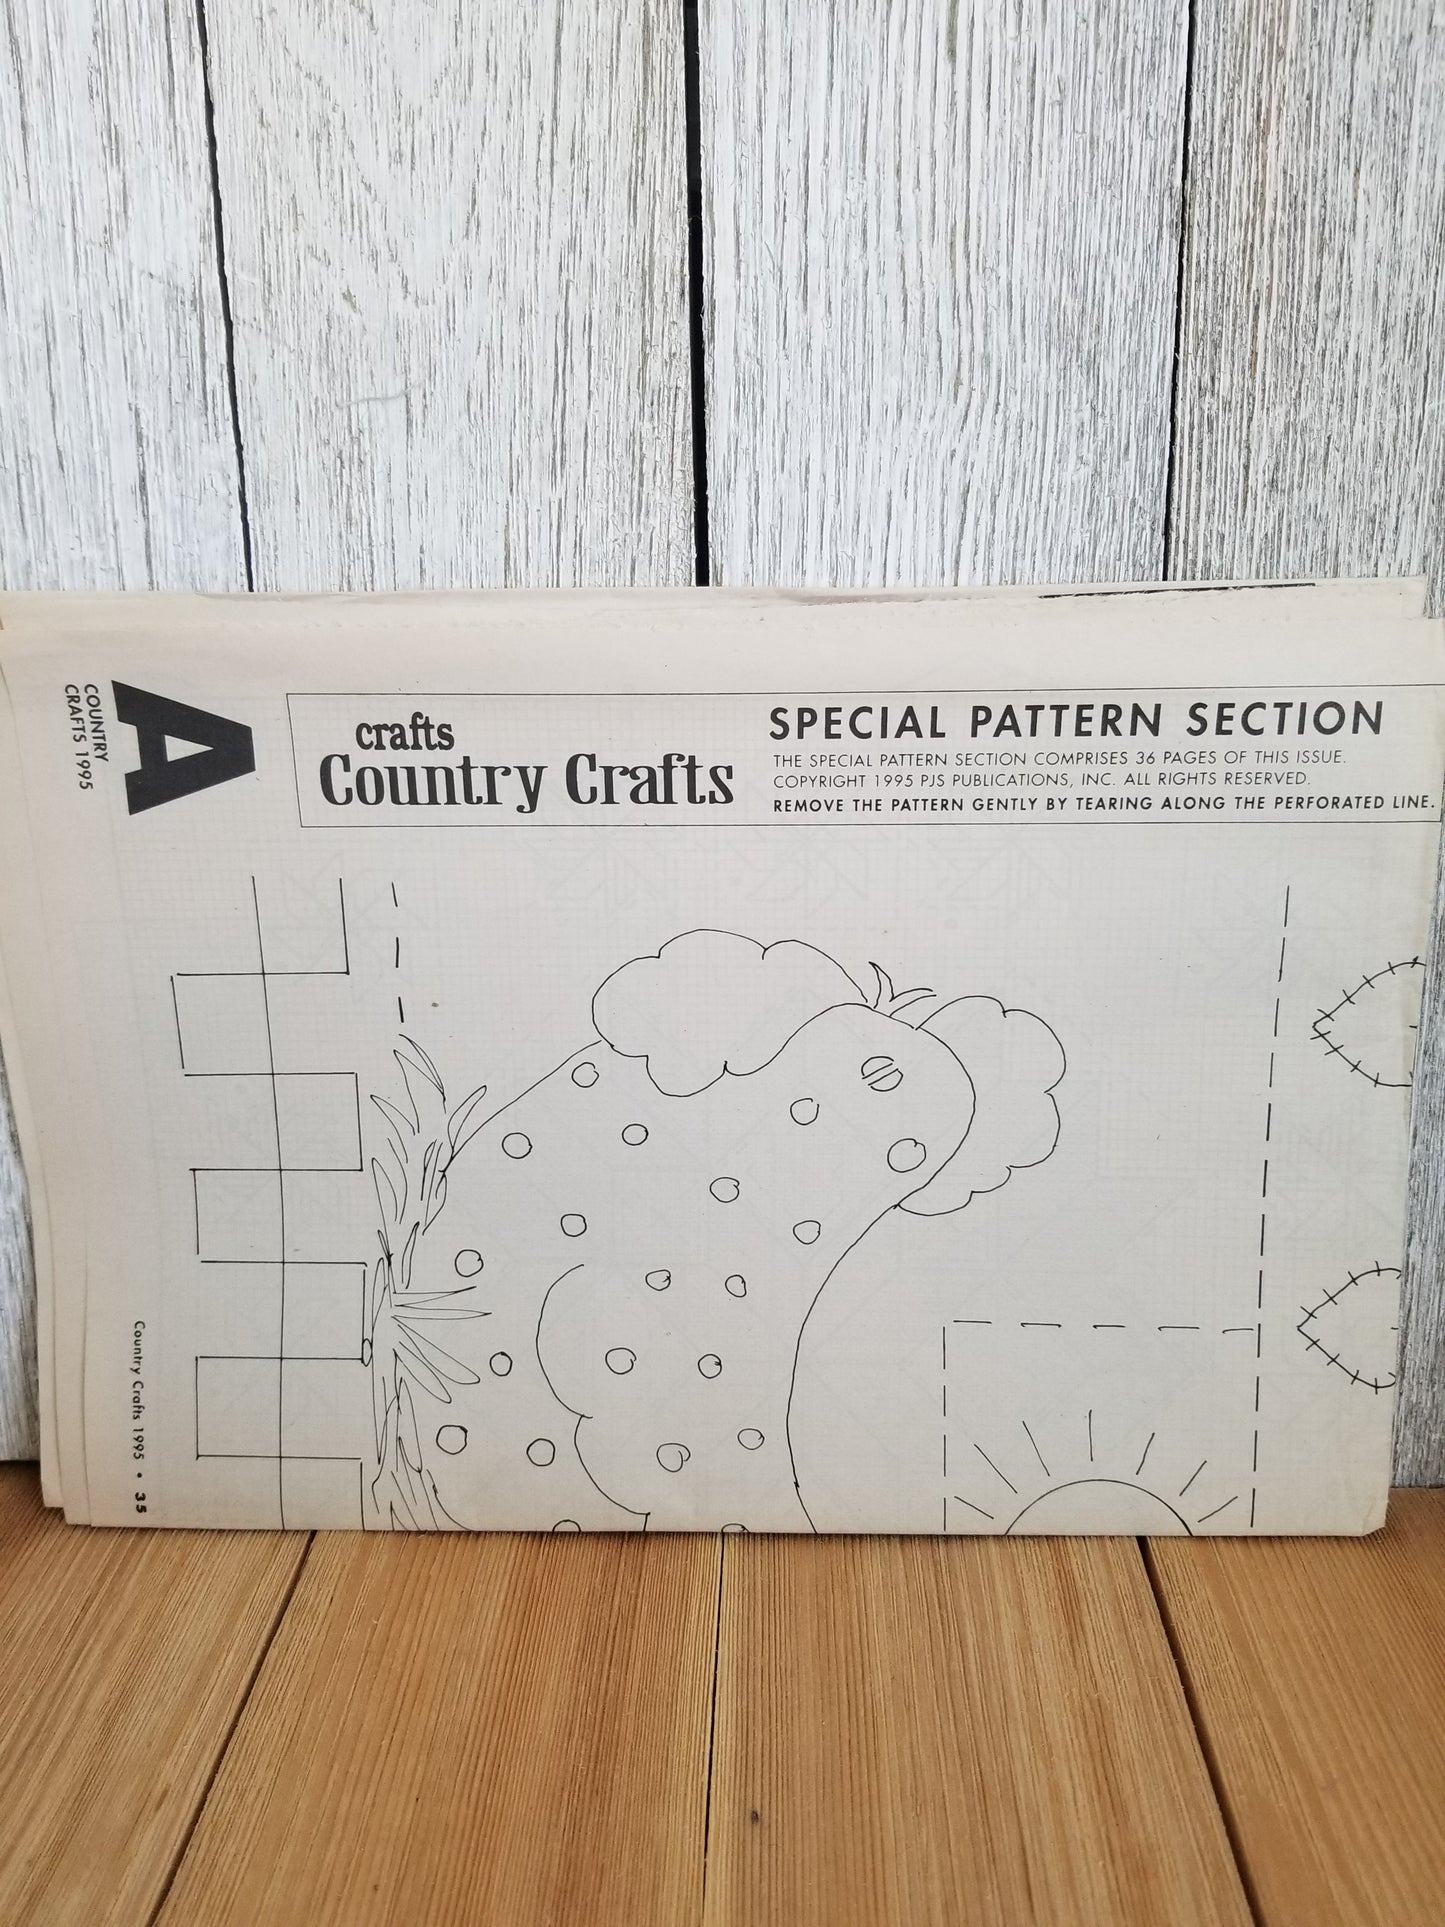 crafts
Country Crafts
SPECIAL PATTERN SECTION
THE SPECIAL PATTERN SECTION COMPRISES 36 PAGES OF THIS ISSUE.
COPYRIGHT 1995 PJS PUBLICATIONS, INC. ALL RIGHTS RESERVED.
REMOVE THE PATTERN GENTLY BY TEARING ALONG THE PERFORATED LINE.
A
COUNTRY
CRAFTS 1995
Country Crafts 1995 • 35